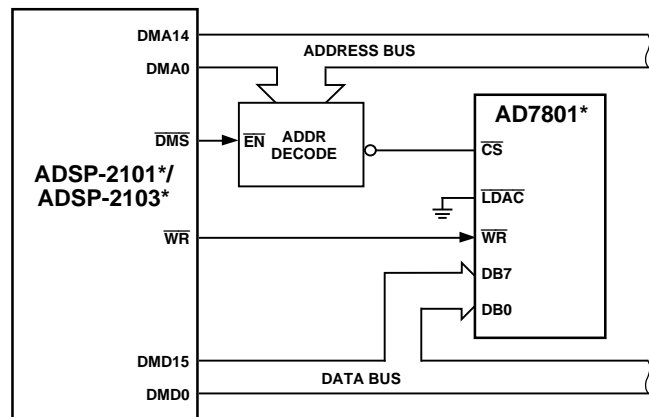 DMA14
ADDRESS BUS
DMA0
AD7801*
DMS
EN
ADDR
DECODE
CS
ADSP-2101*/
ADSP-2103*
LDAC
WR
WR
DB7
DB0
DMD15
DATA BUS
DMD0